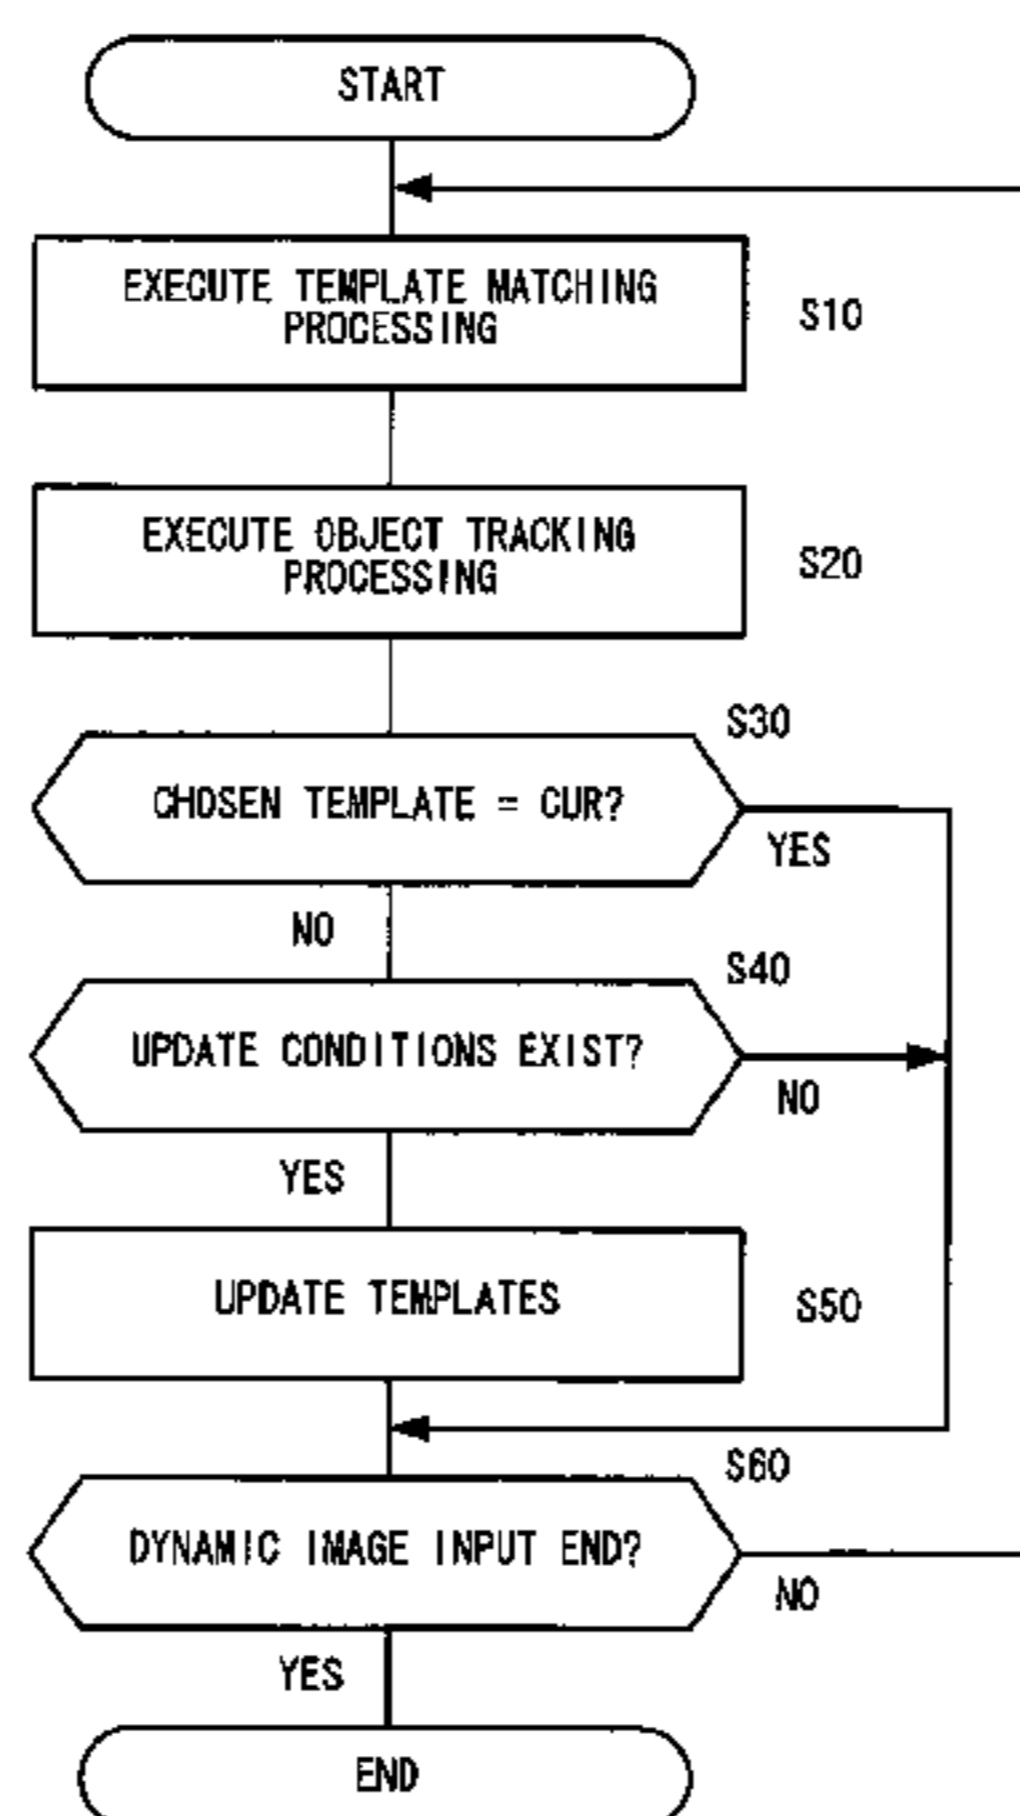 START
EXECUTE TEMPLATE MATCHING
PROCESSING
S10
EXECUTE OBJECT TRACKING
PROCESSING
S20
S30
CHOSEN TEMPLATE = CUR?
YES
NO
S40
UPDATE CONDITIONS EXIST?
NO
YES
UPDATE TEMPLATES
S50
S60
DYNAMIC IMAGE INPUT END?
NO
YES
END